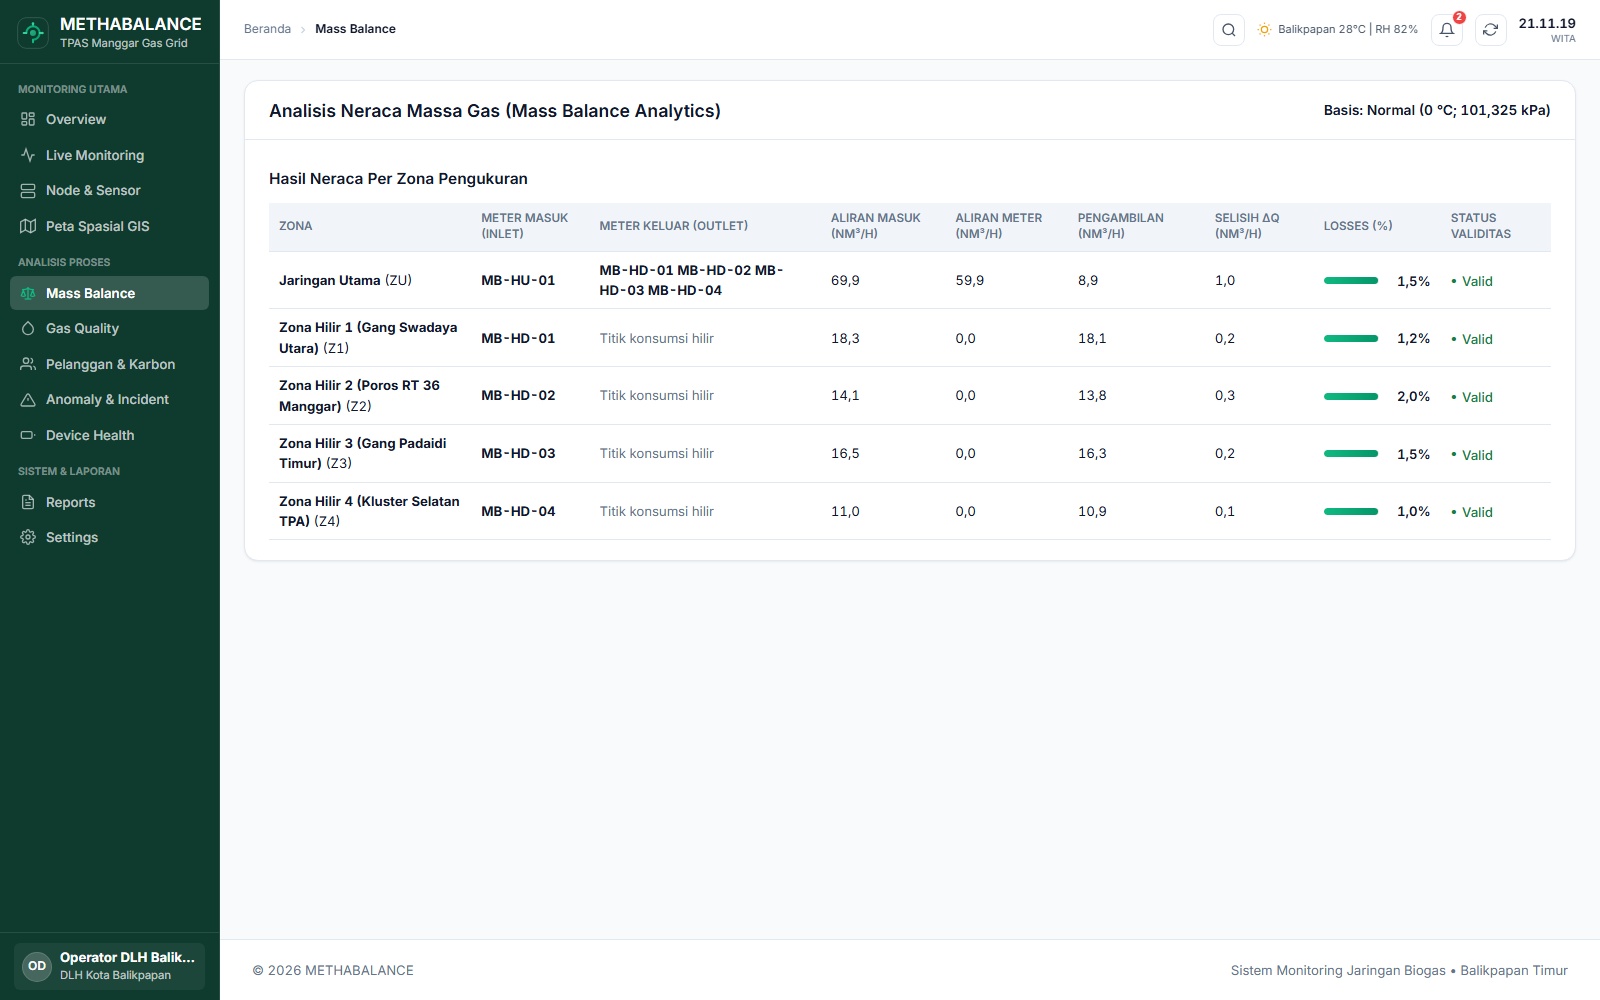 METHABALANCE
TPAS Manggar Gas Grid
MONITORING UTAMA
Overview
Live Monitoring
Node & Sensor
Peta Spasial GIS
ANALISIS PROSES
Mass Balance
Gas Quality
Pelanggan & Karbon
Anomaly & Incident
Device Health
SISTEM & LAPORAN
Reports
Settings
OD
Operator DLH Balik...
DLH Kota Balikpapan
Beranda › Mass Balance
Balikpapan 28°C | RH 82%
2
21.11.19
WITA
Analisis Neraca Massa Gas (Mass Balance Analytics)
Basis: Normal (0 °C; 101,325 kPa)
Hasil Neraca Per Zona Pengukuran
ZONA
METER MASUK
(INLET)
METER KELUAR (OUTLET)
ALIRAN MASUK
(NM³/H)
ALIRAN METER
(NM³/H)
PENGAMBILAN
(NM³/H)
SELISIH ΔQ
(NM³/H)
LOSSES (%)
STATUS
VALIDITAS
Jaringan Utama (ZU)
MB-HU-01
MB-HD-01 MB-HD-02 MB-
HD-03 MB-HD-04
69,9
59,9
8,9
1,0
1,5%
• Valid
Zona Hilir 1 (Gang Swadaya
Utara) (Z1)
MB-HD-01
Titik konsumsi hilir
18,3
0,0
18,1
0,2
1,2%
• Valid
Zona Hilir 2 (Poros RT 36
Manggar) (Z2)
MB-HD-02
Titik konsumsi hilir
14,1
0,0
13,8
0,3
2,0%
• Valid
Zona Hilir 3 (Gang Padaidi
Timur) (Z3)
MB-HD-03
Titik konsumsi hilir
16,5
0,0
16,3
0,2
1,5%
• Valid
Zona Hilir 4 (Kluster Selatan
TPA) (Z4)
MB-HD-04
Titik konsumsi hilir
11,0
0,0
10,9
0,1
1,0%
• Valid
© 2026 METHABALANCE
Sistem Monitoring Jaringan Biogas • Balikpapan Timur